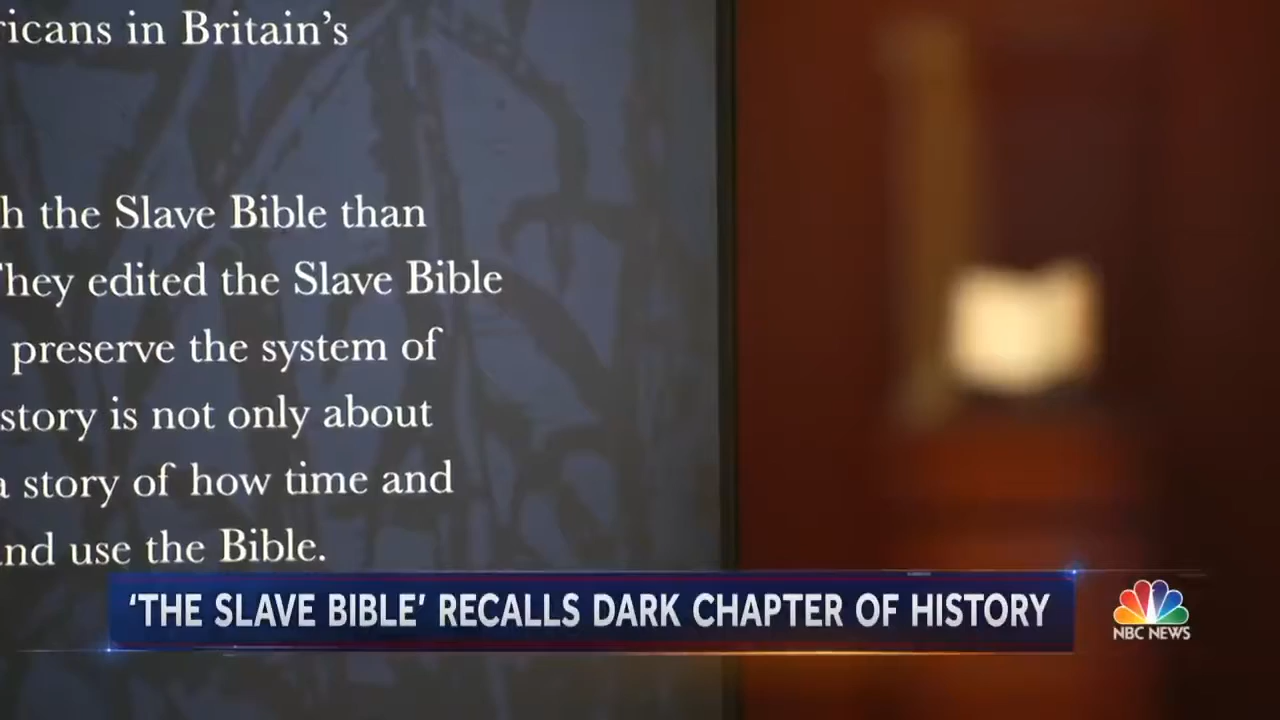 ricans in Britain's
h the Slave Bible than
They edited the Slave Bible
preserve the system of
story is not only about
a story of how time and
and use the Bible.
'THE SLAVE BIBLE' RECALLS DARK CHAPTER OF HISTORY
NBC NEWS